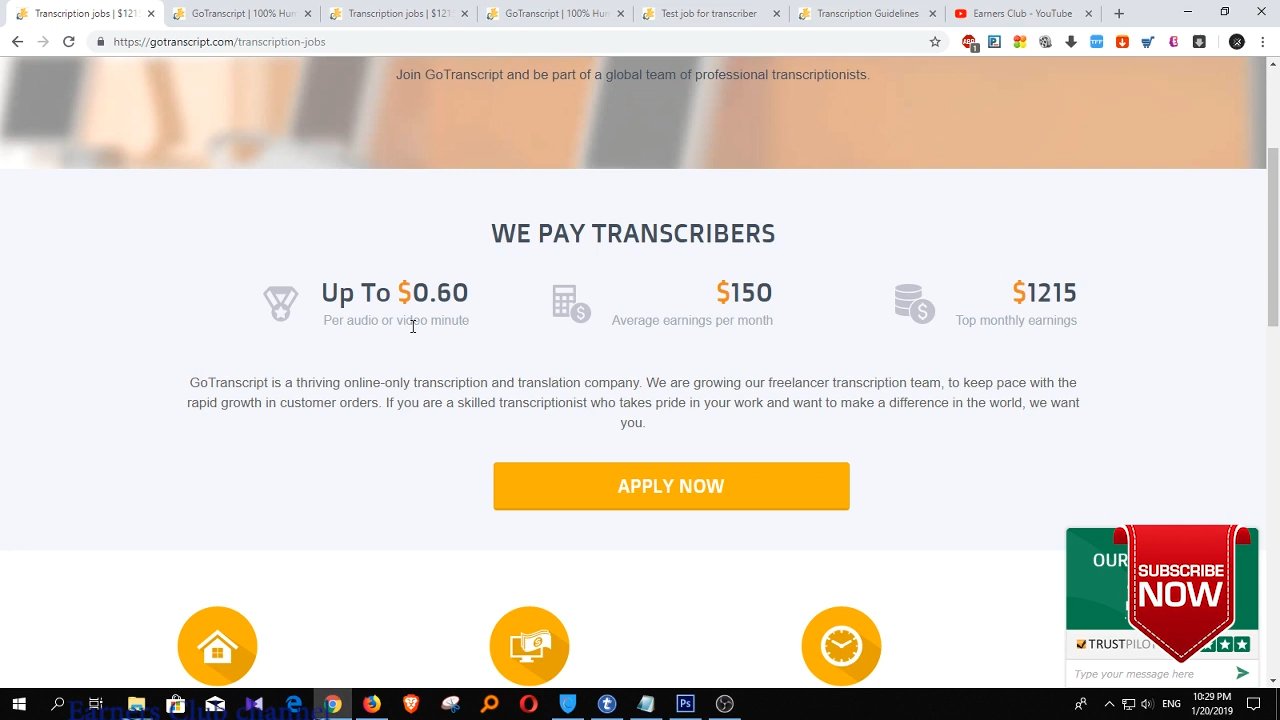 Transcription jobs | $121
GoTranscript | 100% Hum
Transcription jobs | $121
GoTranscript | 100% Hum
Test job for transcriber
Transcription Guidelines
Earners Club - YouTube
https://gotranscript.com/transcription-jobs
Join GoTranscript and be part of a global team of professional transcriptionists.
WE PAY TRANSCRIBERS
Up To $0.60
Per audio or video minute
$150
Average earnings per month
$1215
Top monthly earnings
GoTranscript is a thriving online-only transcription and translation company. We are growing our freelancer transcription team, to keep pace with the
rapid growth in customer orders. If you are a skilled transcriptionist who takes pride in your work and want to make a difference in the world, we want
you.
APPLY NOW
OUR
SUBSCRIBE
NOW
TRUSTPILOT
Type your message here
ENG
10:29 PM
1/20/2019
Earners Club channel